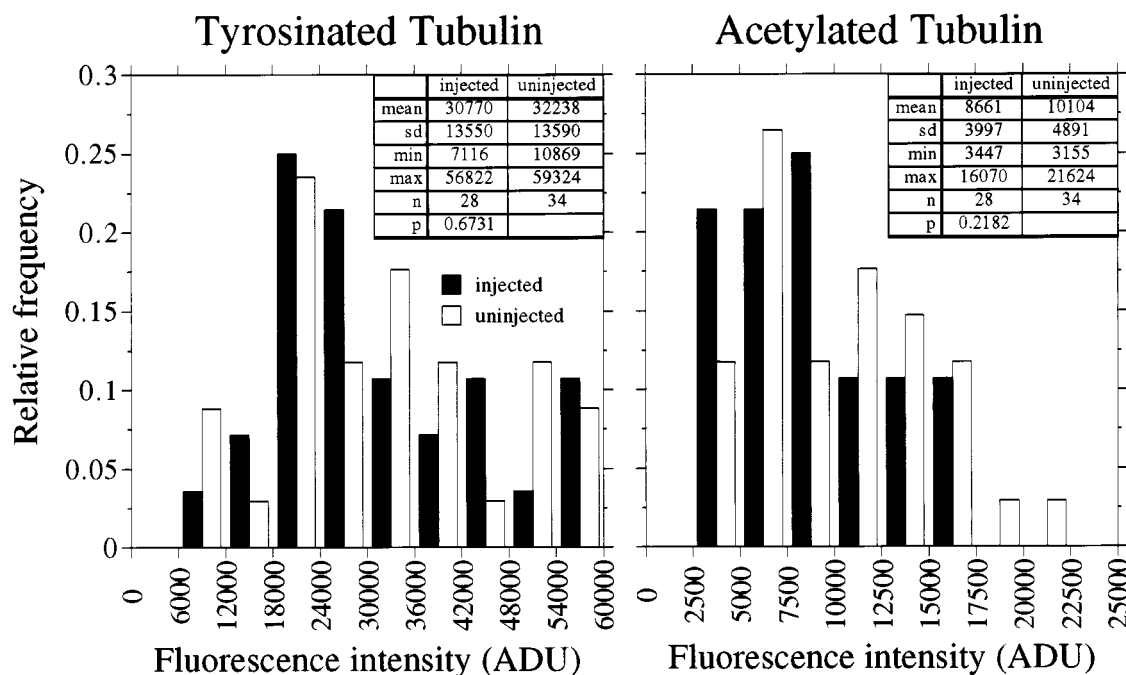 Tyrosinated Tubulin
Acetylated Tubulin
Relative frequency
0.3
0.25
0.2
0.15
0.1
0.05
0
injected uninjected
mean 30770 32238
sd 13550 13590
min 7116 10869
max 56822 59324
n 28 34
p 0.6731
injected
uninjected
0 6000 12000 18000 24000 30000 36000 42000 48000 54000 60000
Fluorescence intensity (ADU)
injected uninjected
mean 8661 10104
sd 3997 4891
min 3447 3155
max 16070 21624
n 28 34
p 0.2182
0 2500 5000 7500 10000 12500 15000 17500 20000 22500 25000
Fluorescence intensity (ADU)